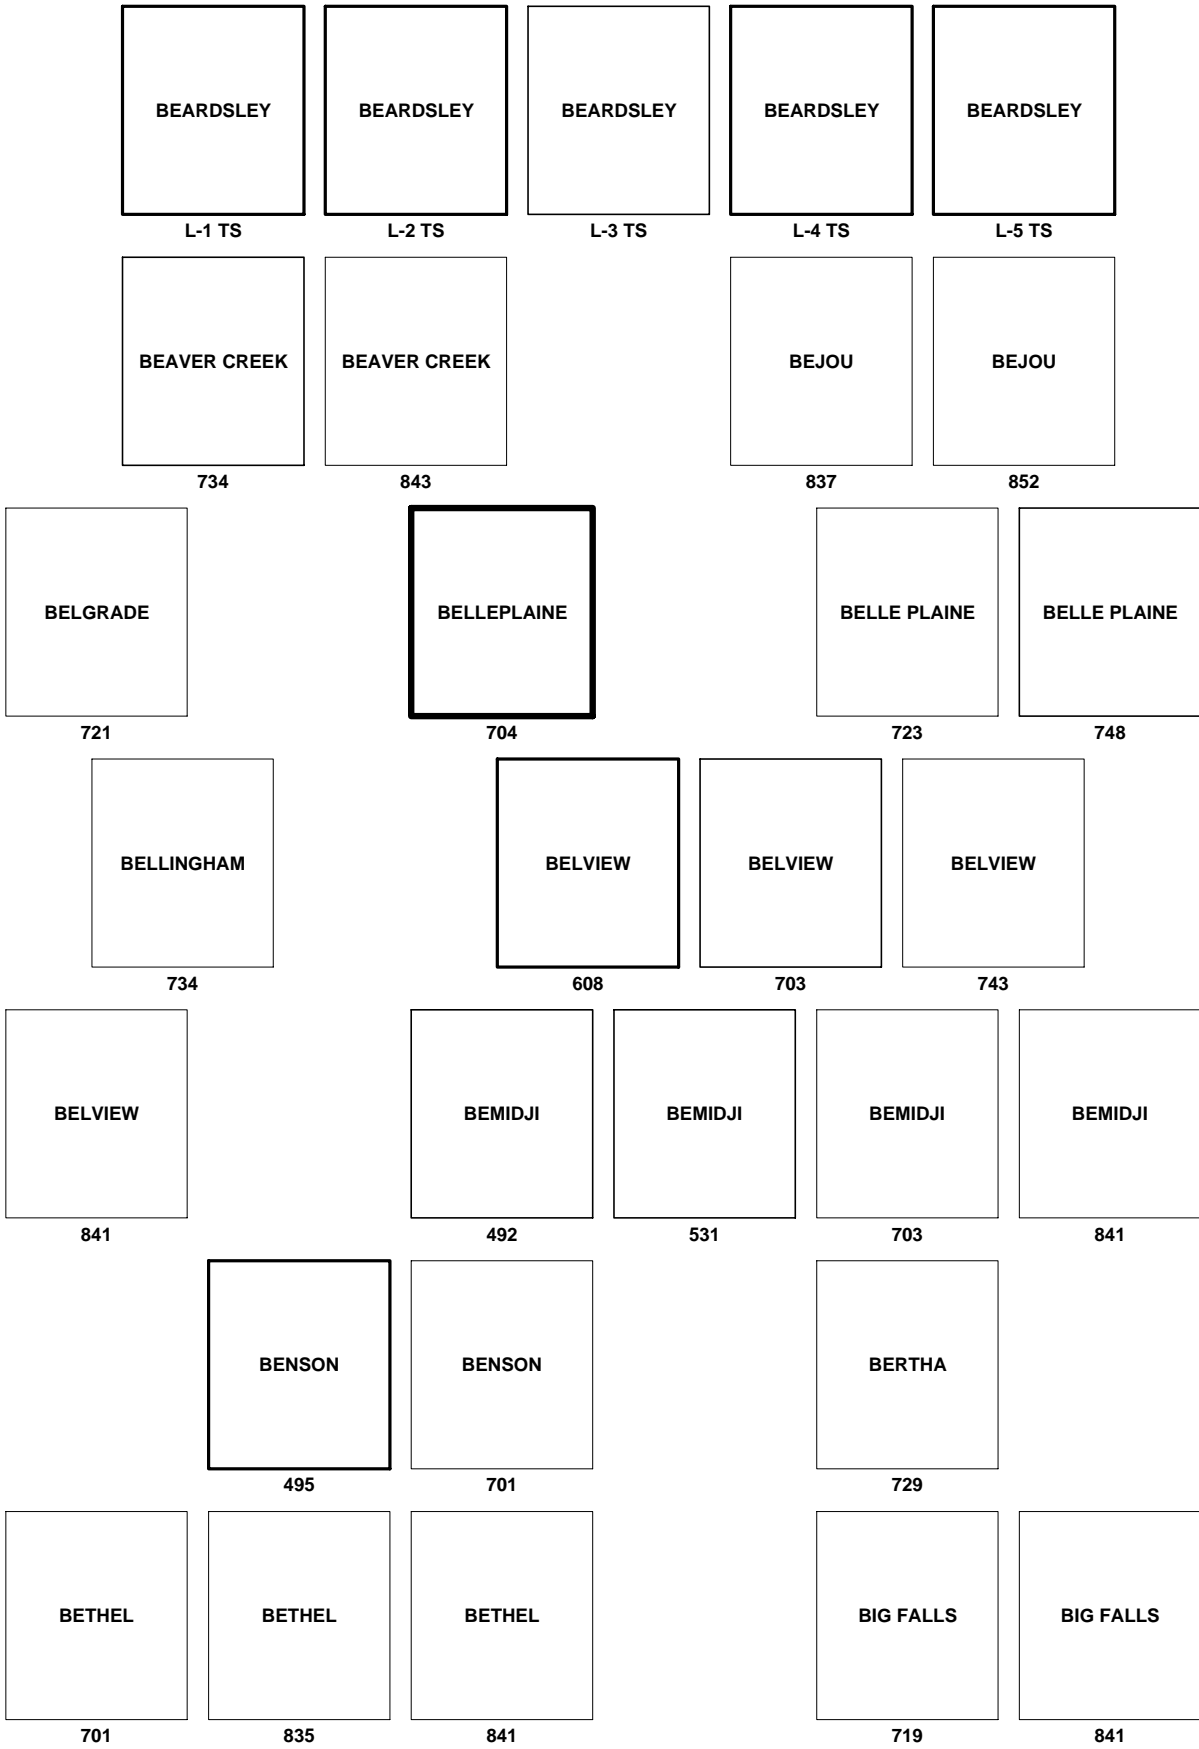 BEARDSLEY BEARDSLEY BEARDSLEY BEARDSLEY BEARDSLEY
L-1 TS L-2 TS L-3 TS L-4 TS L-5 TS
BEAVER CREEK BEAVER CREEK BEJOU BEJOU
734 843 837 852
BELGRADE BELLEPLAINE BELLE PLAINE BELLE PLAINE
721 704 723 748
BELLINGHAM BELVIEW BELVIEW BELVIEW
734 608 703 743
BELVIEW BEMIDJI BEMIDJI BEMIDJI BEMIDJI
841 492 531 703 841
BENSON BENSON BERTHA
495 701 729
BETHEL BETHEL BETHEL BIG FALLS BIG FALLS
701 835 841 719 841